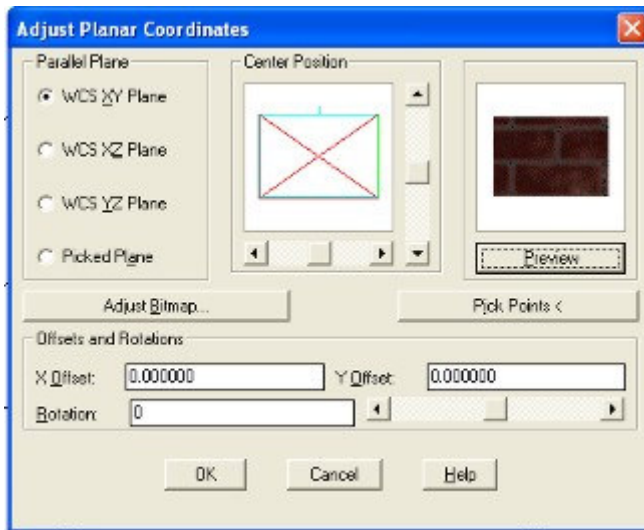 Adjust Planar Coordinates
Parallel Plane
WCS XY Plane
WCS XZ Plane
WCS YZ Plane
Picked Plane
Center Position
Preview
Adjust Bitmap...
Pick Points <
Offsets and Rotations
X Offset: 0.000000 Y Offset: 0.000000
Rotation: 0
OK Cancel Help